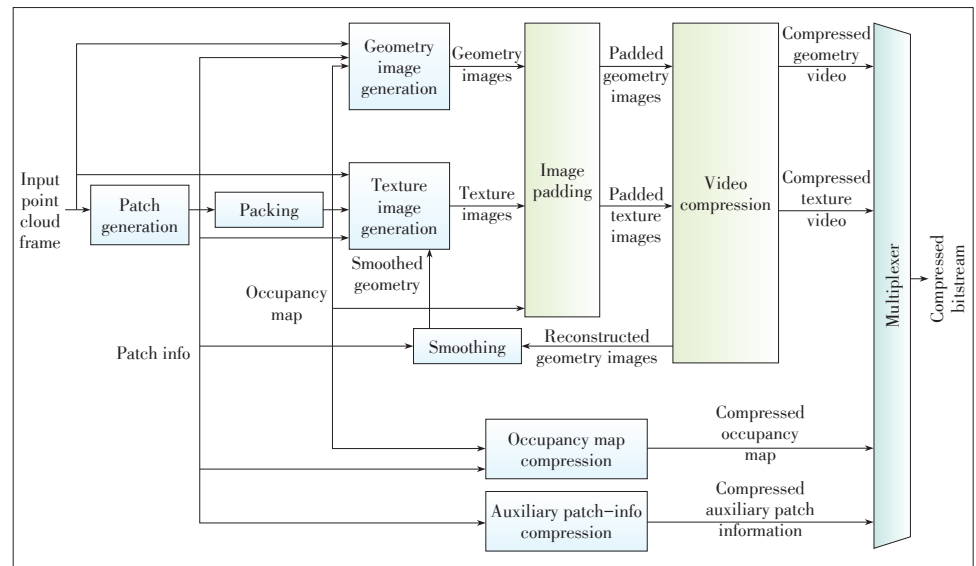 Geometry
image
generation
Geometry
images
Padded
geometry
images
Compressed
geometry
video
Input
point
cloud
frame
Patch
generation
Packing
Texture
image
generation
Texture
images
Image
padding
Padded
texture
images
Video
compression
Compressed
texture
video
Smoothed
geometry
Occupancy
map
Patch info
Smoothing
Reconstructed
geometry images
Multiplexer
Compressed
bitstream
Occupancy map
compression
Compressed
occupancy
map
Auxiliary patch-info
compression
Compressed
auxiliary patch
information